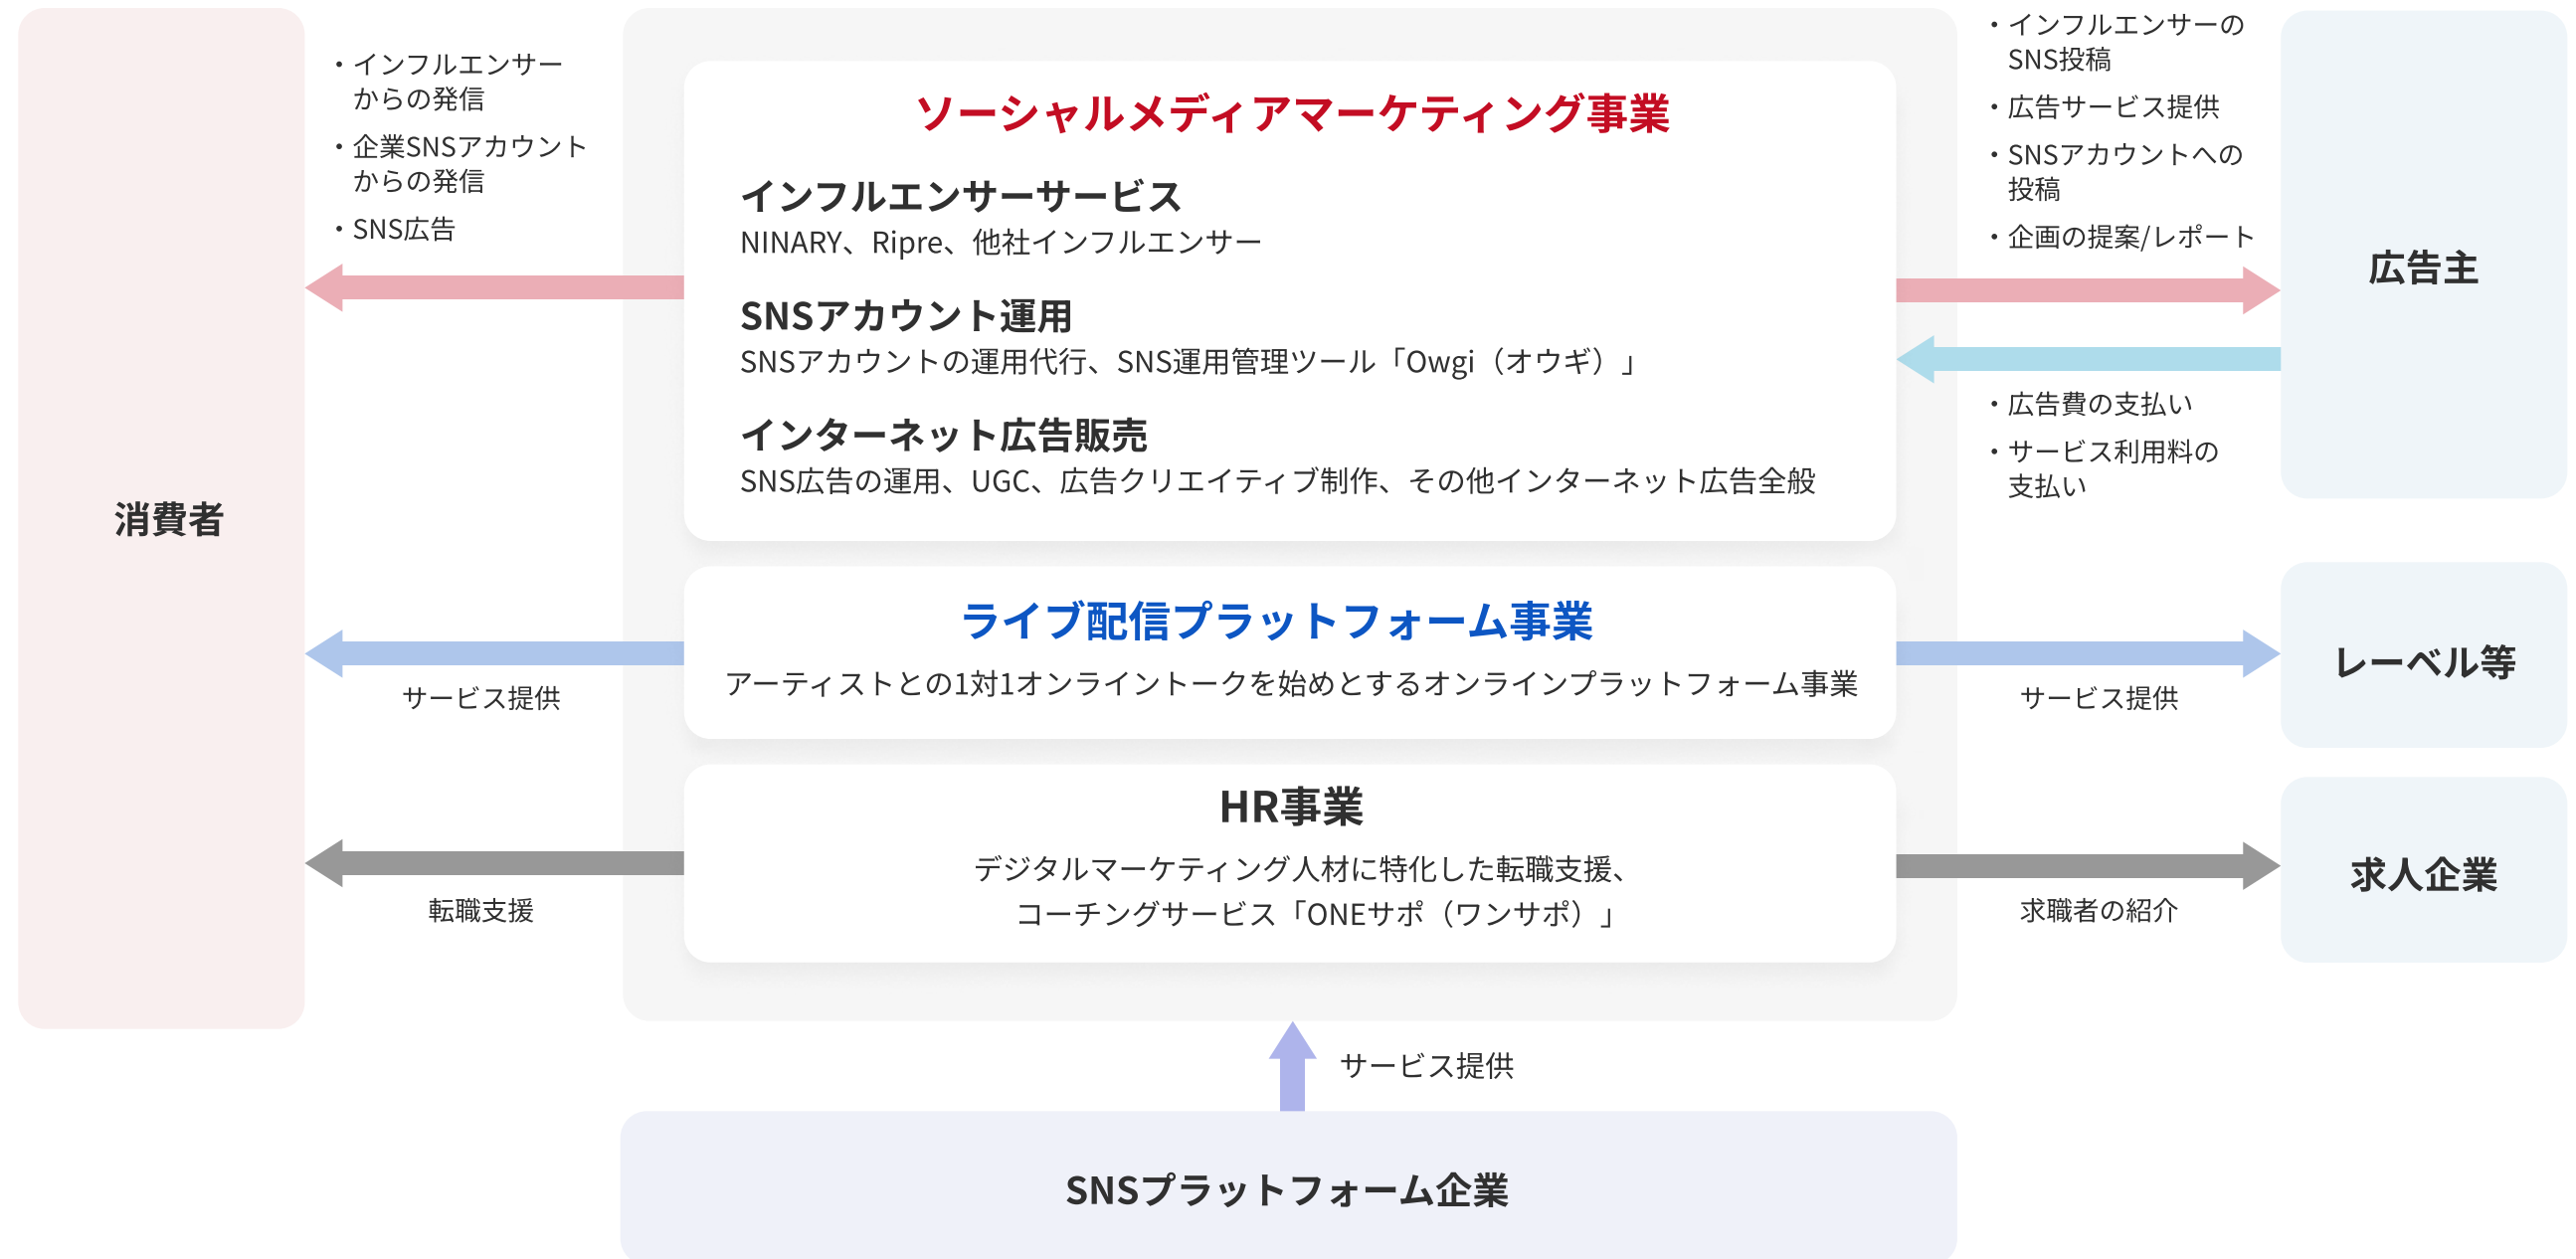 消費者
・インフルエンサー
からの発信
・企業SNSアカウント
からの発信
・SNS広告
サービス提供
転職支援
ソーシャルメディアマーケティング事業
インフルエンサーサービス
NINARY、Ripre、他社インフルエンサー
SNSアカウント運用
SNSアカウントの運用代行、SNS運用管理ツール「Owgi（オウギ）」
インターネット広告販売
SNS広告の運用、UGC、広告クリエイティブ制作、その他インターネット広告全般
ライブ配信プラットフォーム事業
アーティストとの1対1オンライントークを始めとするオンラインプラットフォーム事業
HR事業
デジタルマーケティング人材に特化した転職支援、
コーチングサービス「ONEサポ（ワンサポ）」
・インフルエンサーの
SNS投稿
・広告サービス提供
・SNSアカウントへの
投稿
・企画の提案/レポート
・広告費の支払い
・サービス利用料の
支払い
サービス提供
求職者の紹介
広告主
レーベル等
求人企業
サービス提供
SNSプラットフォーム企業